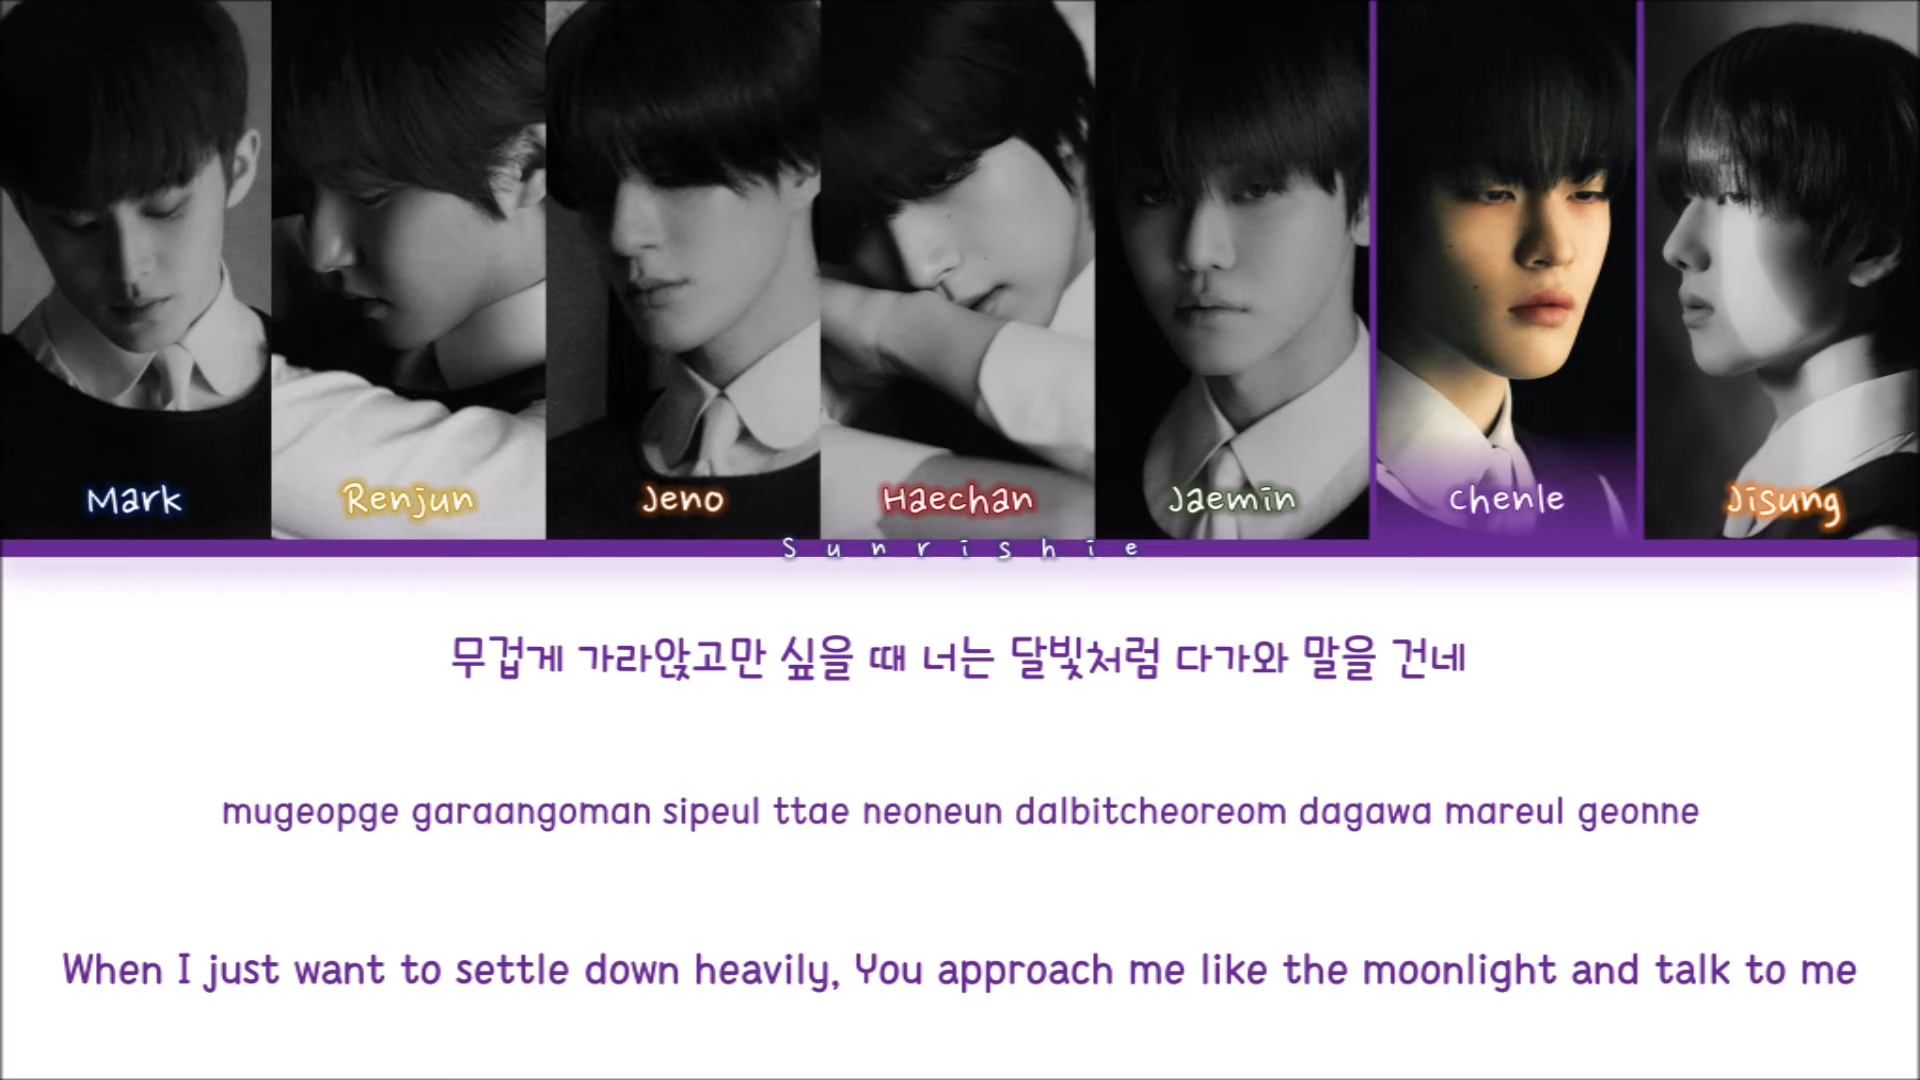 Mark Renjun Jeno Haechan Jaemin Chenle Jisung
Sunrishie
무겁게 가라앉고만 싶을 때 너는 달빛처럼 다가와 말을 건네
mugeopge garaangoman sipeul ttae neoneun dalbitcheoreom dagawa mareul geonne
When I just want to settle down heavily, You approach me like the moonlight and talk to me